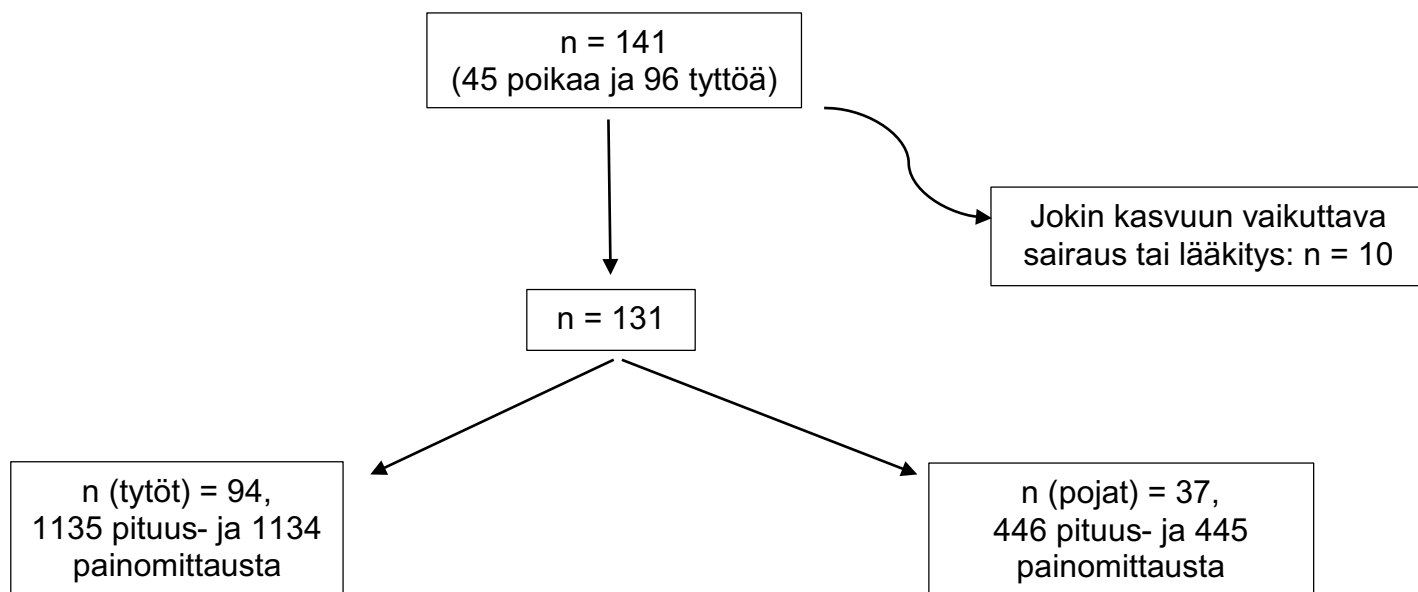 n = 141
(45 poikaa ja 96 tyttöä)
Jokin kasvuun vaikuttava
sairaus tai lääkitys: n = 10
n = 131
n (tytöt) = 94,
1135 pituus- ja 1134
painomittausta
n (pojat) = 37,
446 pituus- ja 445
painomittausta